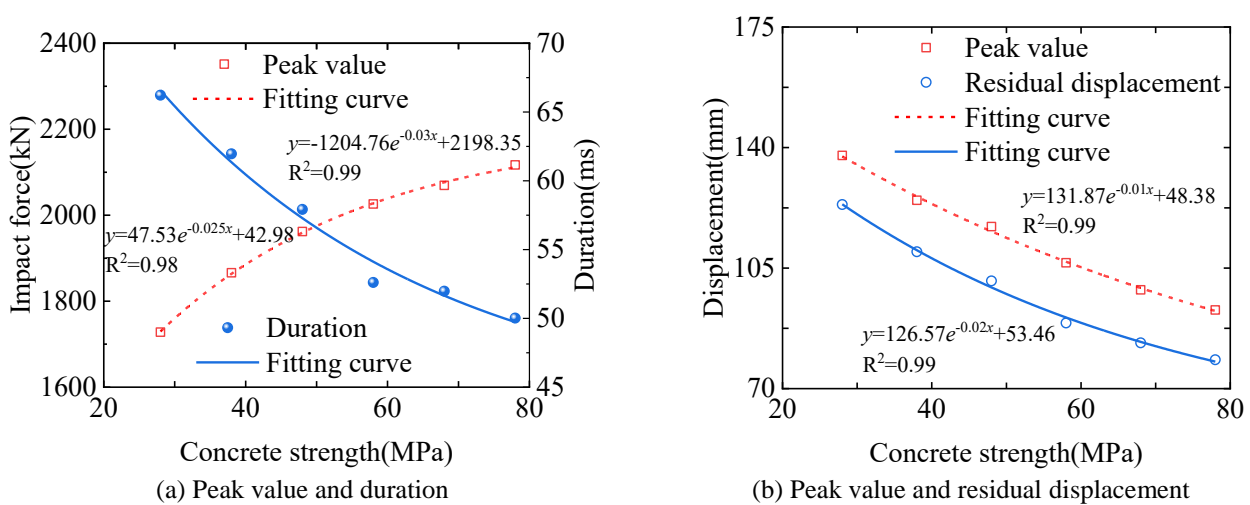 2400
2200
2000
1800
1600
Impact force(kN)
70
65
60
55
50
45
Duration(ms)
Peak value
Fitting curve
y=-1204.76e^{-0.03x}+2198.35
R²=0.99
y=47.53e^{-0.025x}+42.98
R²=0.98
Duration
Fitting curve
20 40 60 80
Concrete strength(MPa)
(a) Peak value and duration
175
140
105
70
Displacement(mm)
Peak value
Residual displacement
Fitting curve
Fitting curve
y=131.87e^{-0.01x}+48.38
R²=0.99
y=126.57e^{-0.02x}+53.46
R²=0.99
20 40 60 80
Concrete strength(MPa)
(b) Peak value and residual displacement